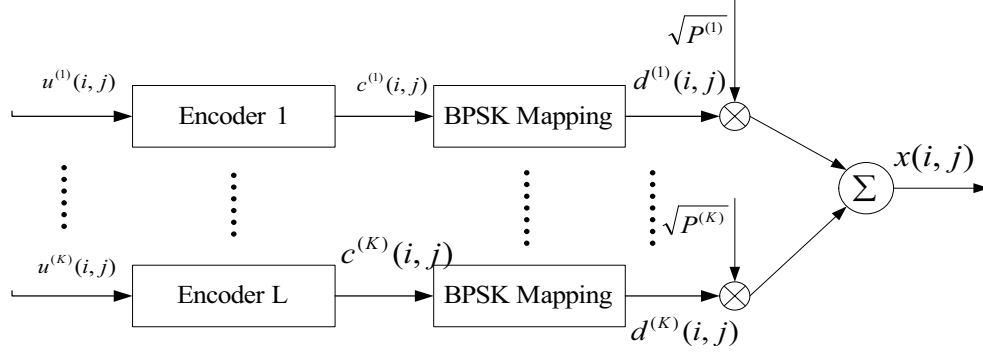 √P^{(1)}
u^{(1)}(i, j)
Encoder 1
c^{(1)}(i, j)
BPSK Mapping
d^{(1)}(i, j)
⊗
Σ
x(i, j)
√P^{(K)}
u^{(K)}(i, j)
Encoder L
c^{(K)}(i, j)
BPSK Mapping
⊗
d^{(K)}(i, j)